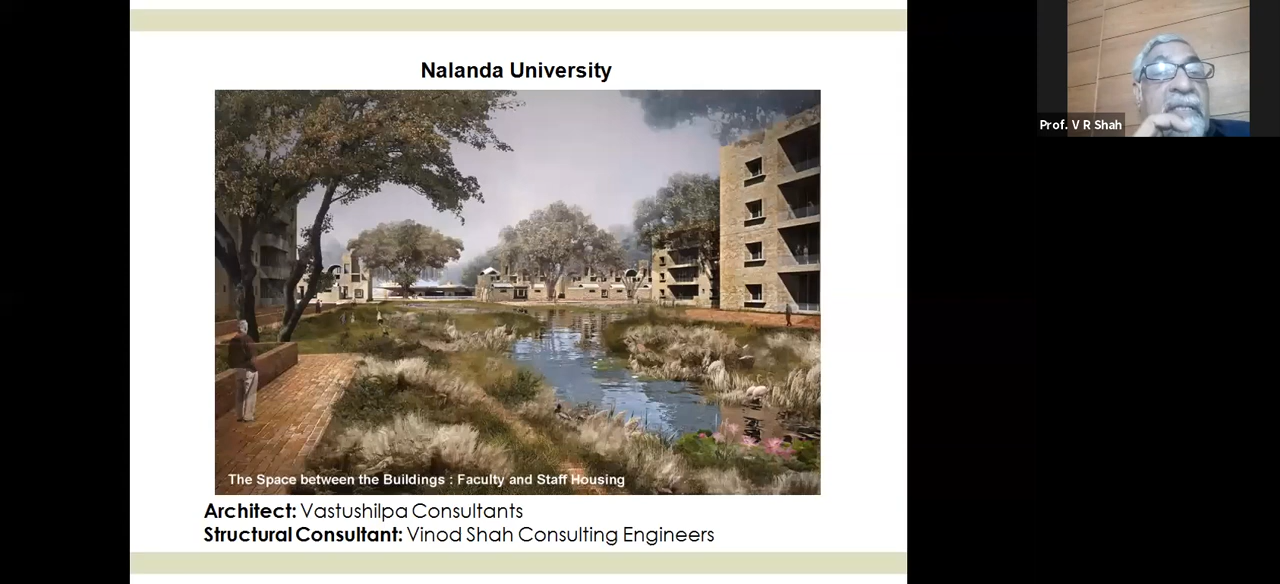 Nalanda University
Prof. V R Shah
The Space between the Buildings : Faculty and Staff Housing
Architect: Vastushilpa Consultants
Structural Consultant: Vinod Shah Consulting Engineers